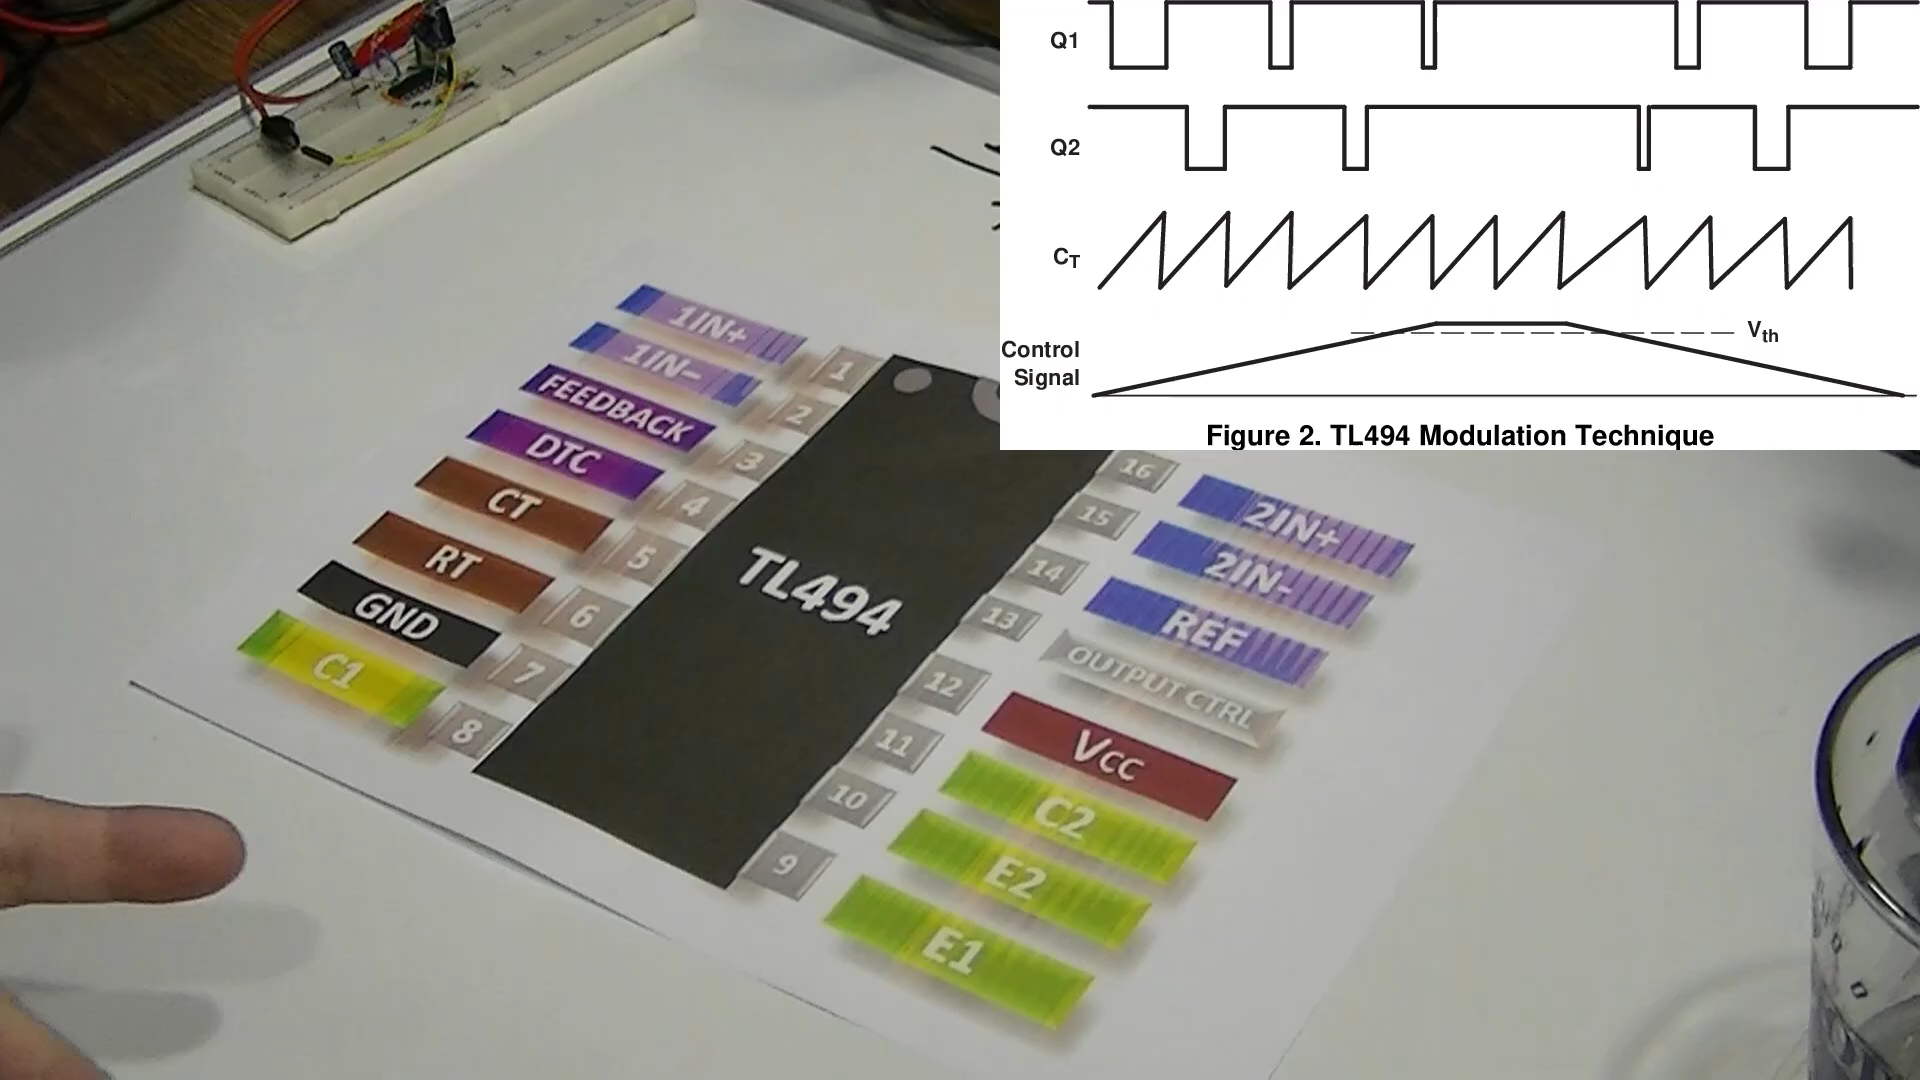 Q1
Q2
CT
Control
Signal
Vth
Figure 2. TL494 Modulation Technique
1IN+
1
1IN-
2
FEEDBACK
3
DTC
4
CT
5
RT
6
GND
7
C1
8
TL494
16
2IN+
15
2IN-
14
REF
13
OUTPUT CTRL
12
Vcc
11
C2
10
E2
9
E1